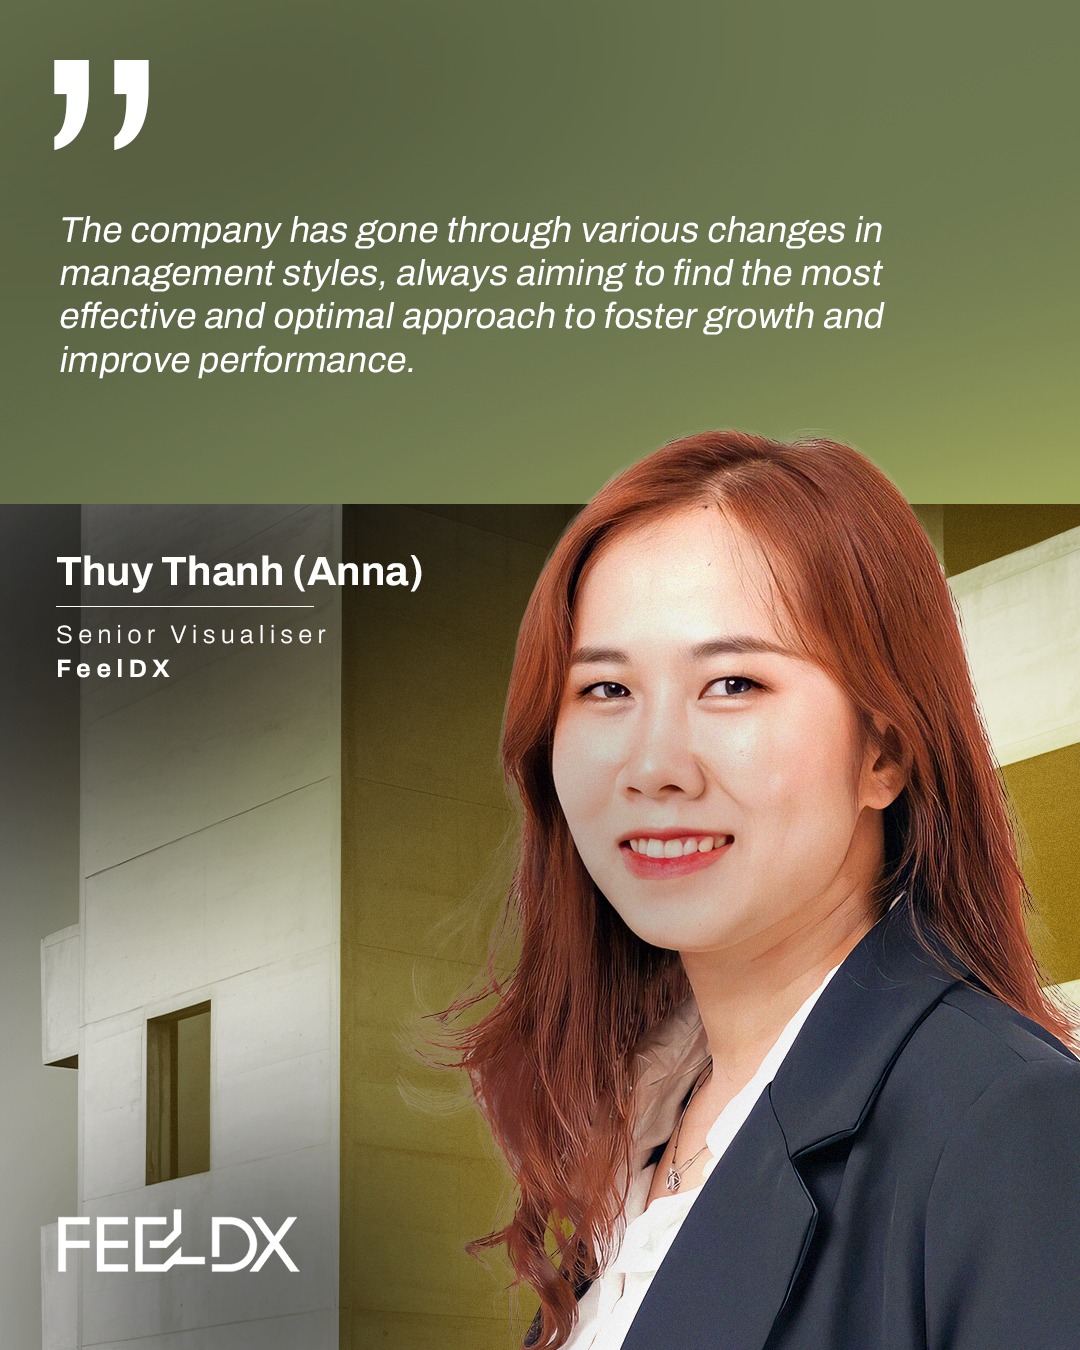 ”
The company has gone through various changes in
management styles, always aiming to find the most
effective and optimal approach to foster growth and
improve performance.
Thuy Thanh (Anna)
Senior Visualiser
FeelDX
FEELDX